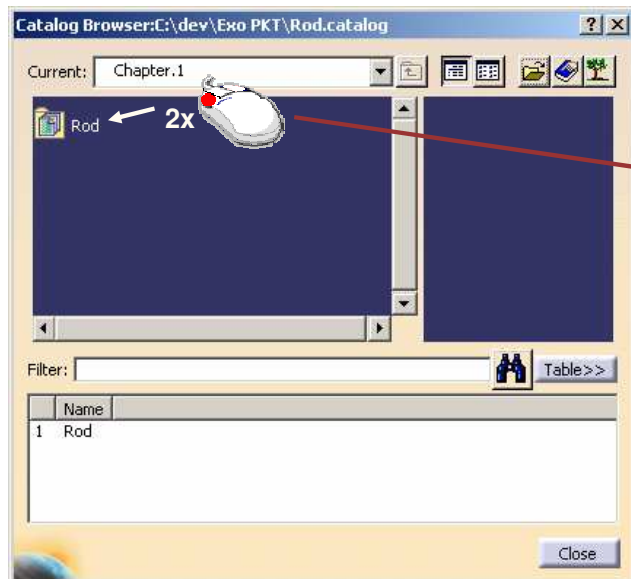 Catalog Browser:C:\dev\Exo PKT\Rod.catalog
Current: Chapter.1
Rod
2x
Filter:
Table>>
Name
1 Rod
Close